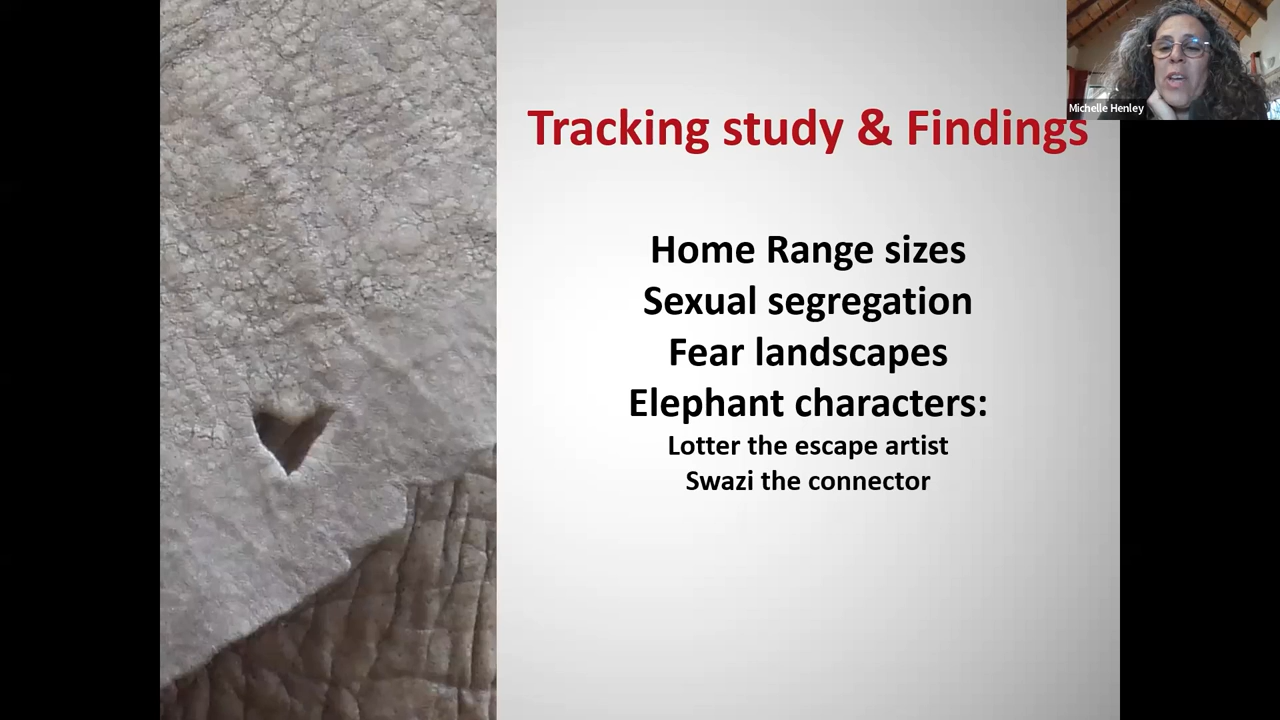 Michelle Henley
Tracking study & Findings
Home Range sizes
Sexual segregation
Fear landscapes
Elephant characters:
Lotter the escape artist
Swazi the connector